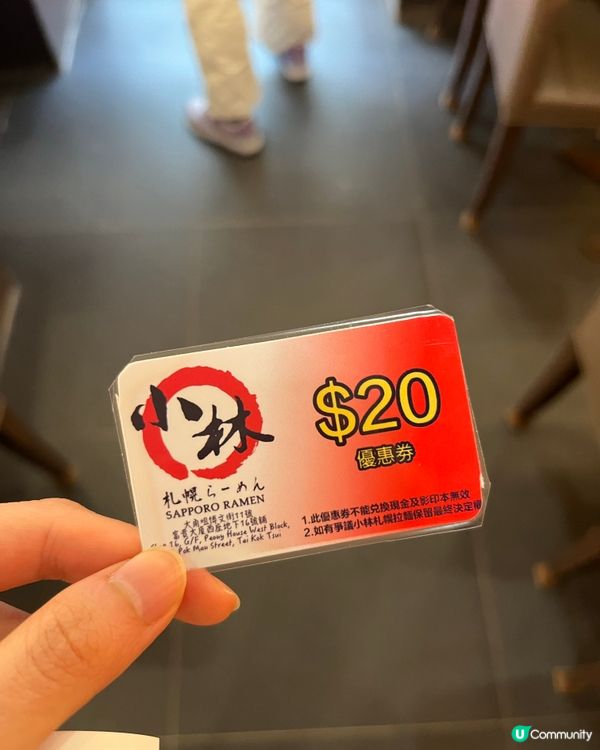 小林
札幌らーめん
SAPPORO RAMEN
大角咀博文街11號
富貴大厦西座地下16號舖
16, G/F, Peony House West Block,
Pok Man Street, Tai Kok Tsui
$20
優惠券
1.此優惠券不能兌換現金及影印本無效
2.如有爭議小林札幌拉麵保留最終決定權
U Community